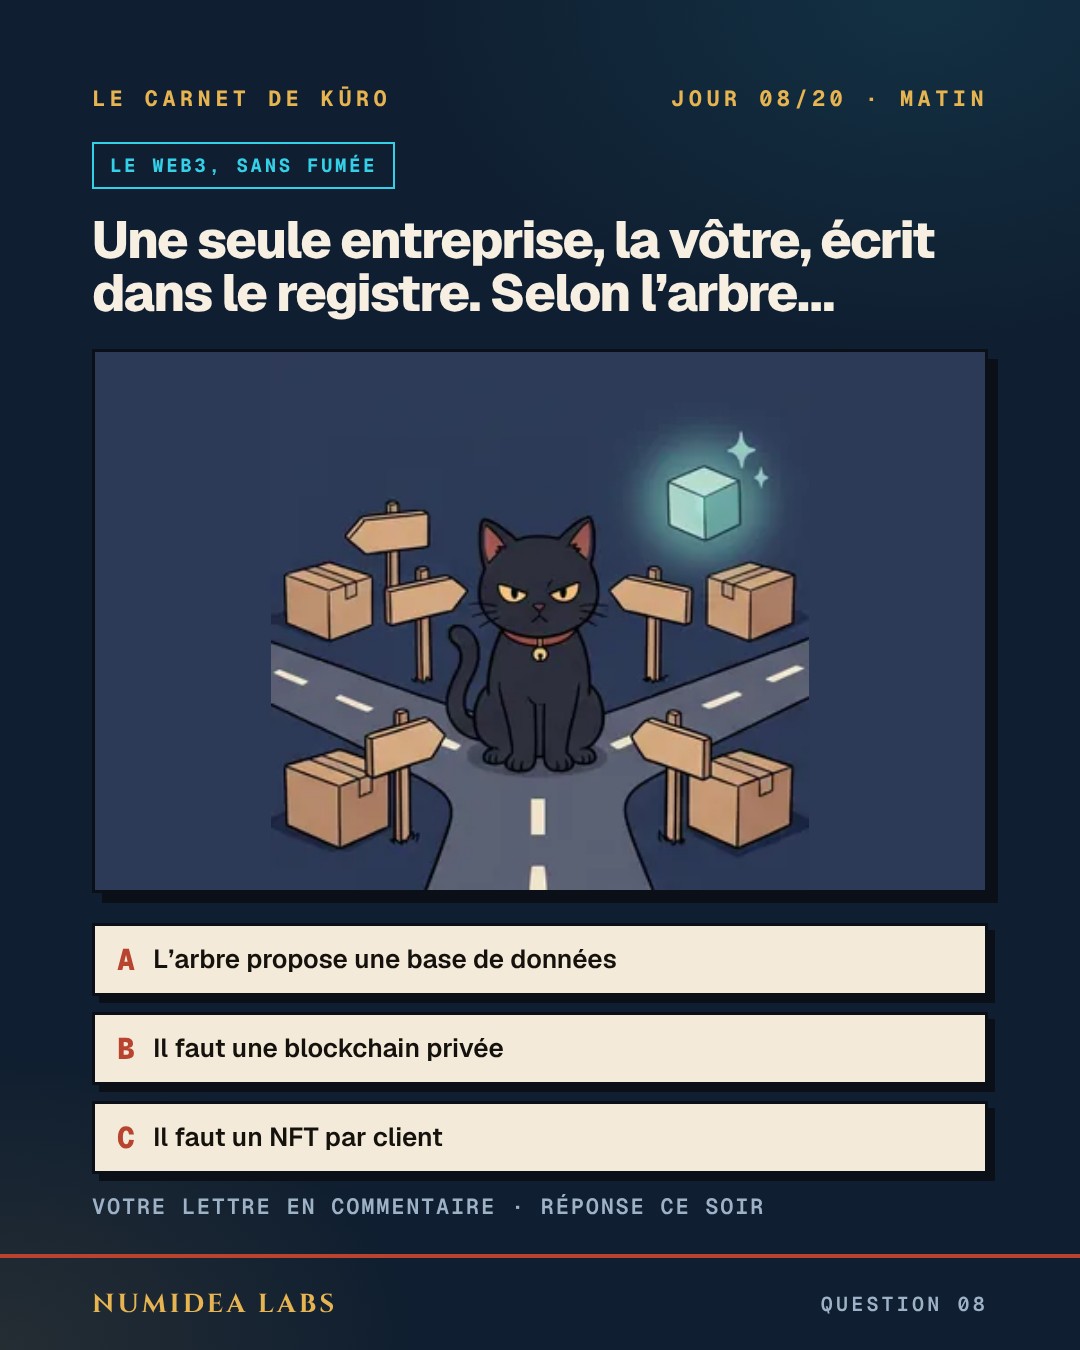 LE CARNET DE KŪRO
JOUR 08/20 · MATIN
LE WEB3, SANS FUMÉE
Une seule entreprise, la vôtre, écrit
dans le registre. Selon l’arbre…
A L’arbre propose une base de données
B Il faut une blockchain privée
C Il faut un NFT par client
VOTRE LETTRE EN COMMENTAIRE · RÉPONSE CE SOIR
NUMIDEA LABS
QUESTION 08